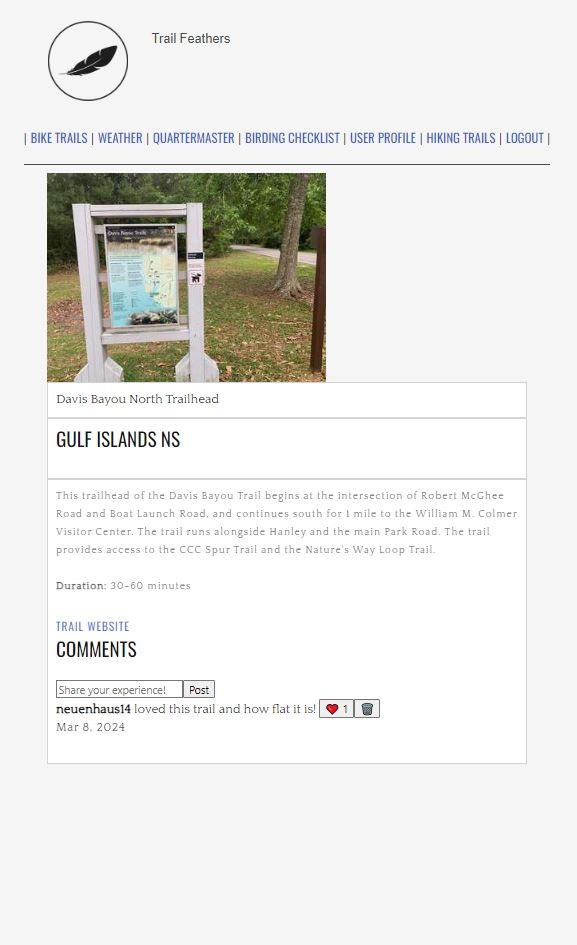 Trail Feathers
| BIKE TRAILS | WEATHER | QUARTERMASTER | BIRDING CHECKLIST | USER PROFILE | HIKING TRAILS | LOGOUT |
Davis Bayou Trails
Davis Bayou North Trailhead
GULF ISLANDS NS
This trailhead of the Davis Bayou Trail begins at the intersection of Robert McGhee
Road and Boat Launch Road, and continues south for 1 mile to the William M. Colmer
Visitor Center. The trail runs alongside Hanley and the main Park Road. The trail
provides access to the CCC Spur Trail and the Nature's Way Loop Trail.
Duration: 30-60 minutes
TRAIL WEBSITE
COMMENTS
Share your experience! Post
neuenhaus14 loved this trail and how flat it is! ❤️ 1 🗑️
Mar 8, 2024